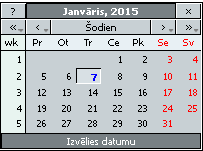 ? Janvāris, 2015 ×
« ‹ Šodien › »
wk Pr Ot Tr Ce Pk Se Sv
1 1 2 3 4
2 5 6 7 8 9 10 11
3 12 13 14 15 16 17 18
4 19 20 21 22 23 24 25
5 26 27 28 29 30 31
Izvēlies datumu